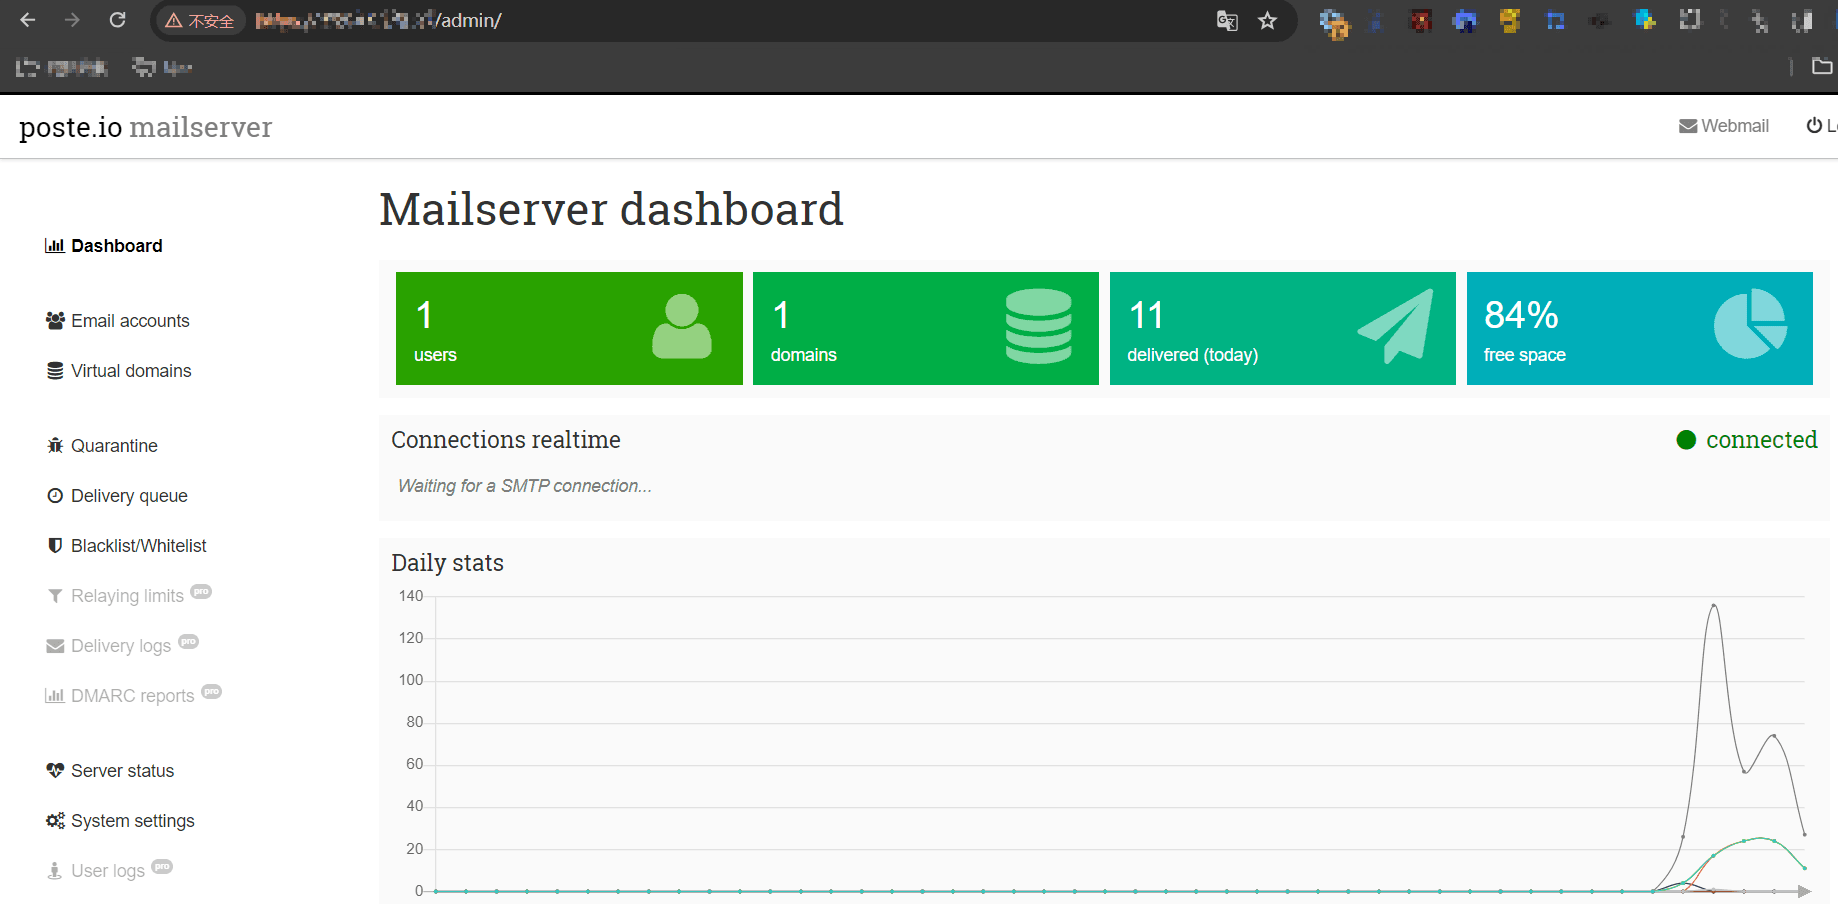 不安全 /admin/
poste.io mailserver
Webmail
Mailserver dashboard
Dashboard
Email accounts
Virtual domains
Quarantine
Delivery queue
Blacklist/Whitelist
Relaying limits pro
Delivery logs pro
DMARC reports pro
Server status
System settings
User logs pro
1
users
1
domains
11
delivered (today)
84%
free space
Connections realtime
connected
Waiting for a SMTP connection...
Daily stats
140
120
100
80
60
40
20
0